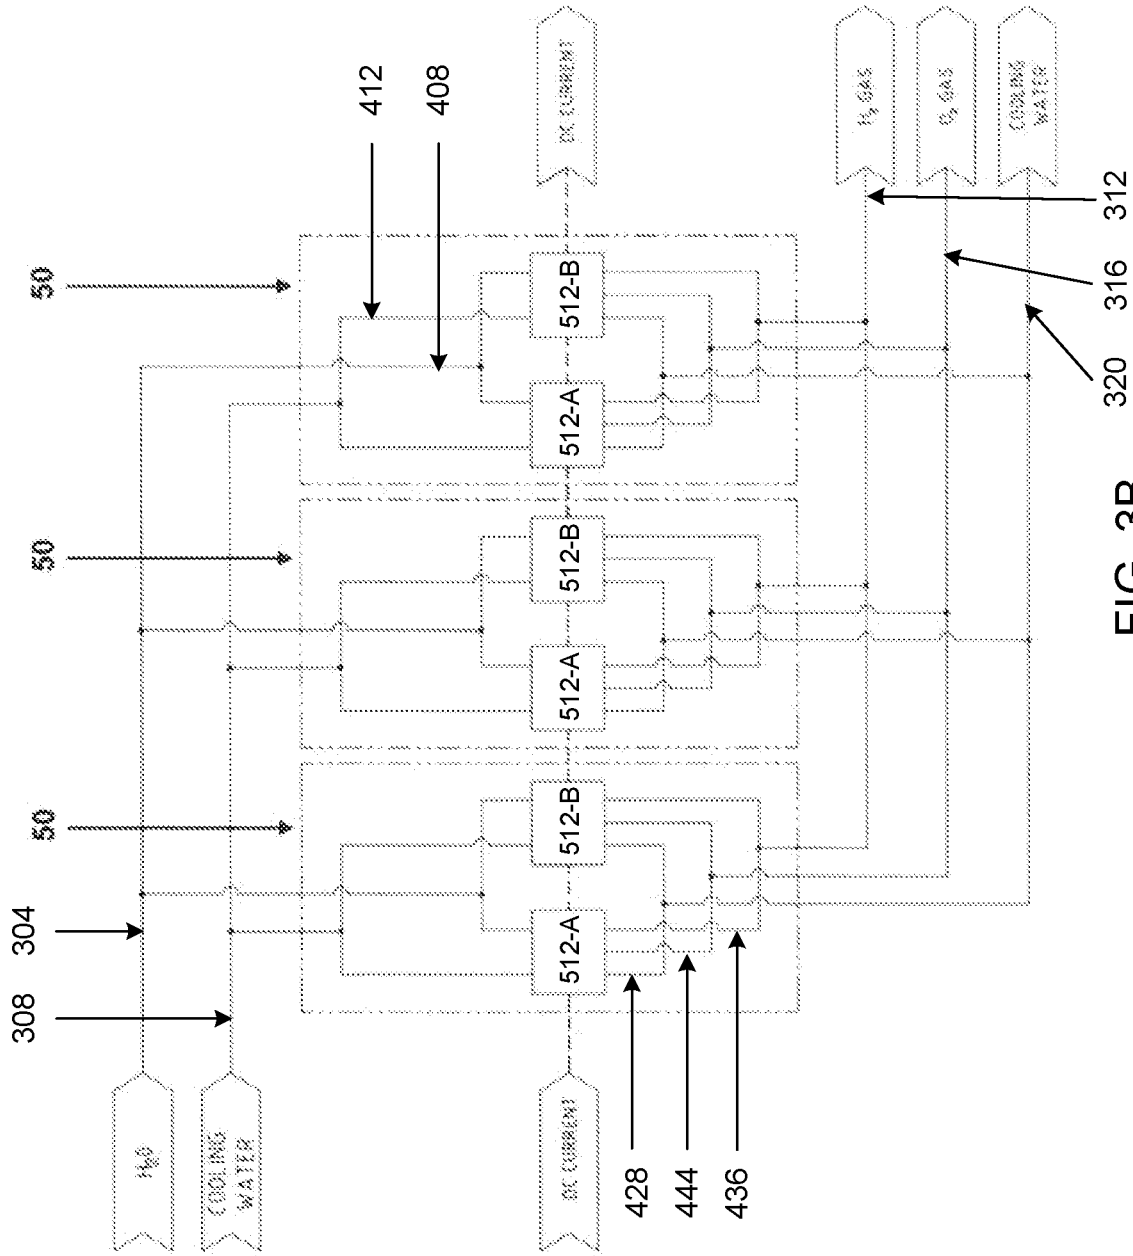 50
50
50
304
308
412
408
H2O
COOLING
WATER
DC CURRENT
512-A
512-B
512-A
512-B
512-A
512-B
DC CURRENT
428
444
436
H2 GAS
O2 GAS
COOLING
WATER
312
316
320
FIG. 3B